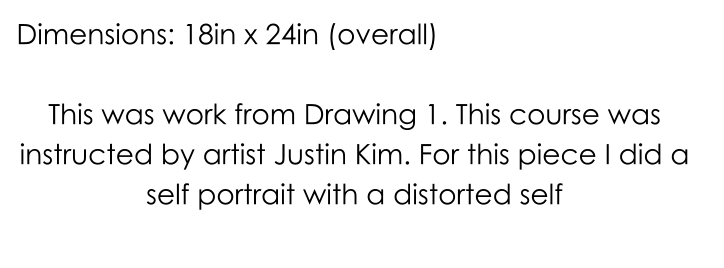 Dimensions: 18in x 24in (overall)
This was work from Drawing 1. This course was
instructed by artist Justin Kim. For this piece I did a
self portrait with a distorted self